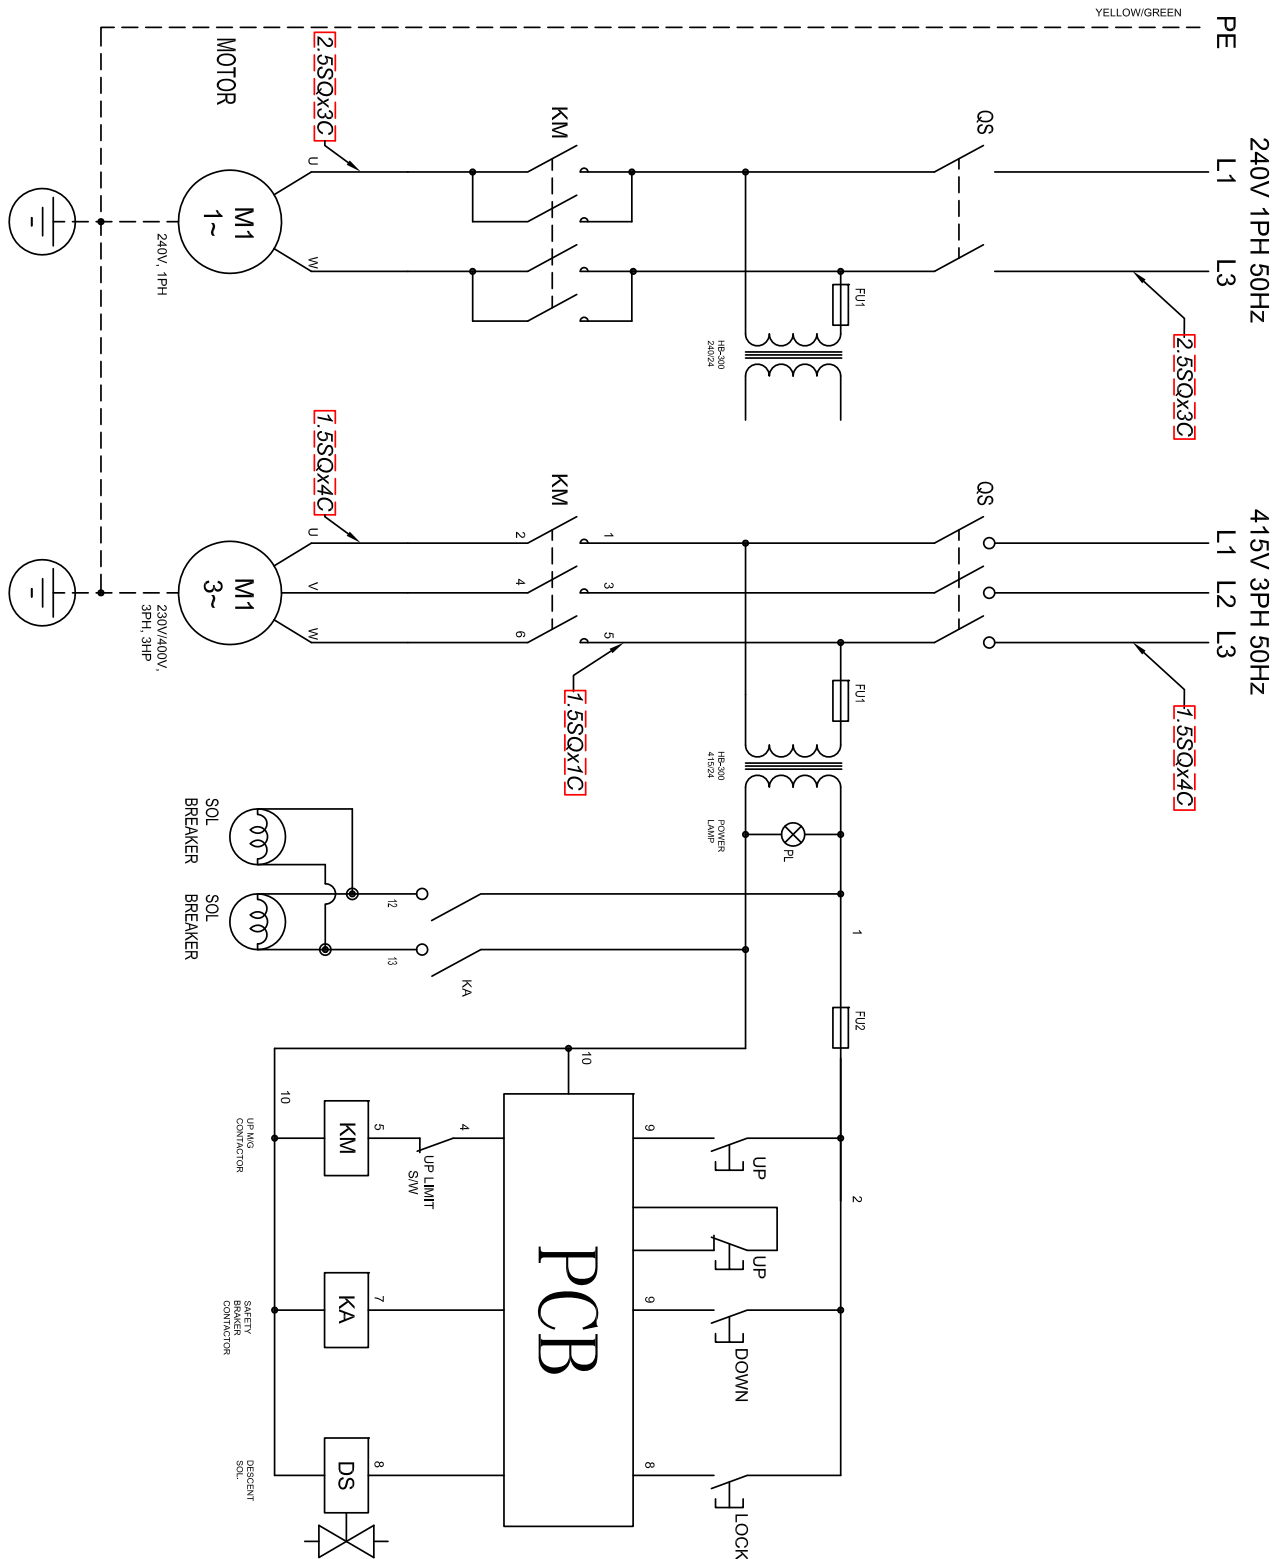 YELLOW/GREEN
PE
240V 1PH 50Hz
L1
L3
2.5SQx3C
QS
FU1
HB-300
240/24
KM
2.5SQx3C
MOTOR
U
W
M1
1~
240V, 1PH
415V 3PH 50Hz
L1
L2
L3
1.5SQx4C
QS
FU1
HB-300
415/24
KM
1
3
5
2
4
6
1.5SQx1C
1.5SQx4C
U
V
W
M1
3~
230V/400V,
3PH, 3HP
POWER
LAMP
PL
SOL
BREAKER
SOL
BREAKER
12
13
KA
1
FU2
2
10
10
UP M/G
CONTACTOR
KM
5
UP LIMIT
S/W
4
9
UP
UP
PCB
SAFETY
BRAKER
CONTACTOR
KA
7
9
DOWN
DESCENT
SOL.
DS
8
8
LOCK